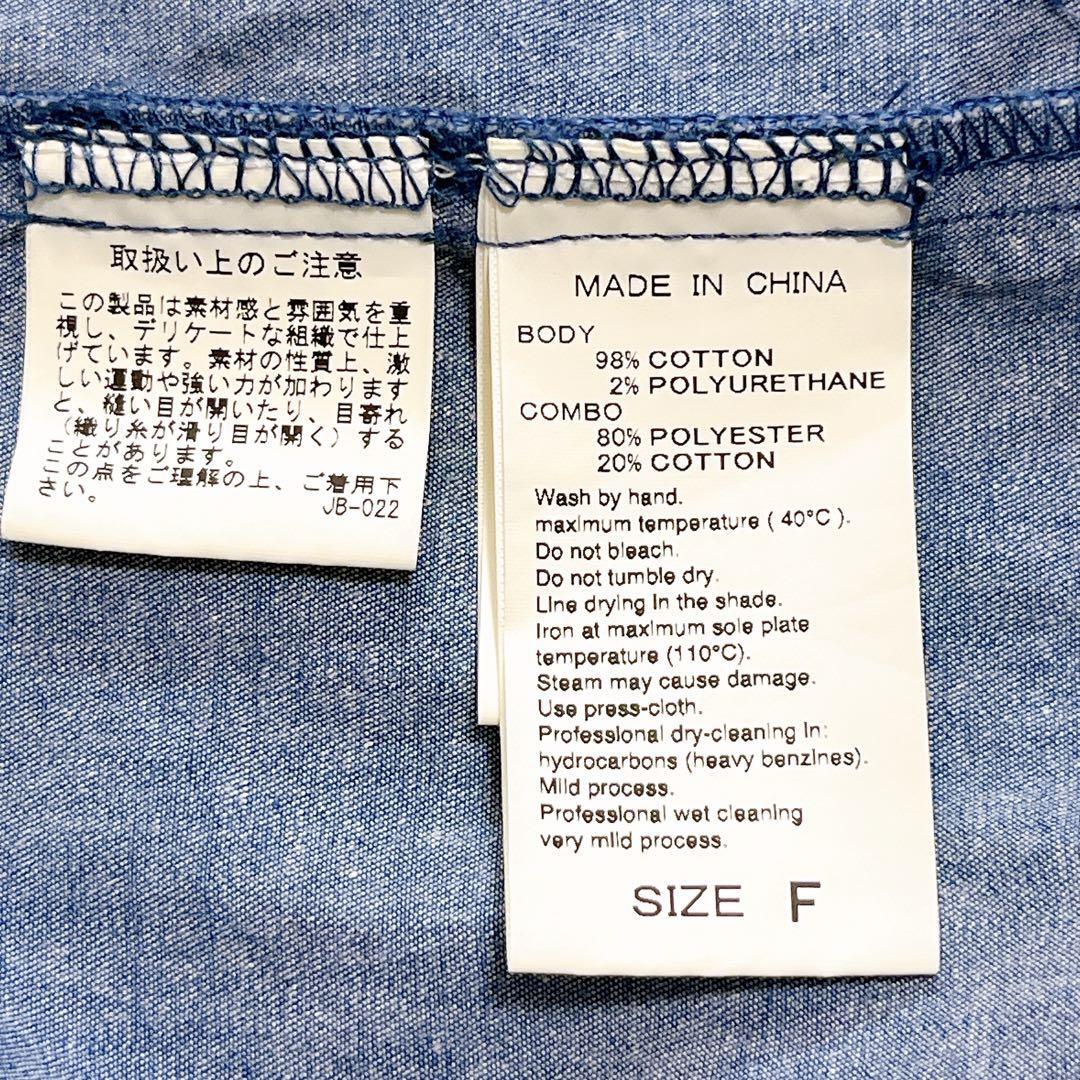 取扱い上のご注意
この製品は素材感と雰囲気を重
視し、デリケートな組織で仕上
げています。素材の性質上、激
しい運動や強い力が加わります
と、縫い目が開いたり、目寄れ
(織り糸が滑り目が開く)する
ことがあります。
この点をご理解の上、ご着用下
さい。
JB-022
MADE IN CHINA
BODY
98% COTTON
2% POLYURETHANE
COMBO
80% POLYESTER
20% COTTON
Wash by hand.
maximum temperature ( 40°C ).
Do not bleach.
Do not tumble dry.
Line drying in the shade.
Iron at maximum sole plate
temperature (110°C).
Steam may cause damage.
Use press-cloth.
Professional dry-cleaning in:
hydrocarbons (heavy benzines).
Mild process.
Professional wet cleaning
very mild process.
SIZE F